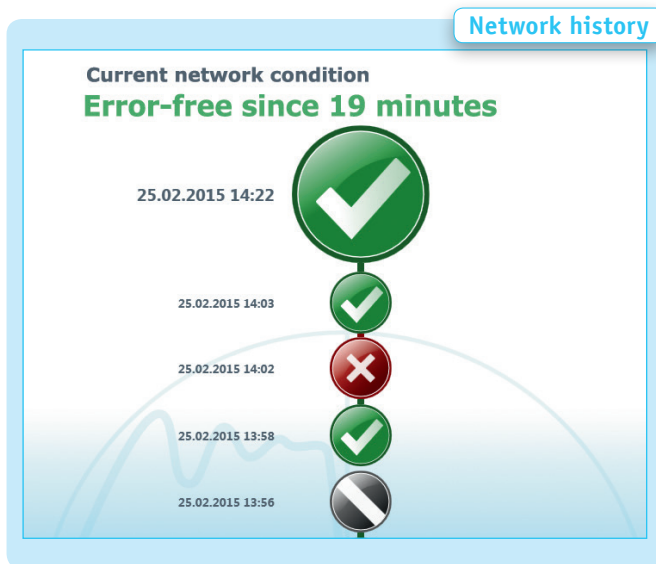 Network history
Current network condition
Error-free since 19 minutes
25.02.2015 14:22
25.02.2015 14:03
25.02.2015 14:02
25.02.2015 13:58
25.02.2015 13:56